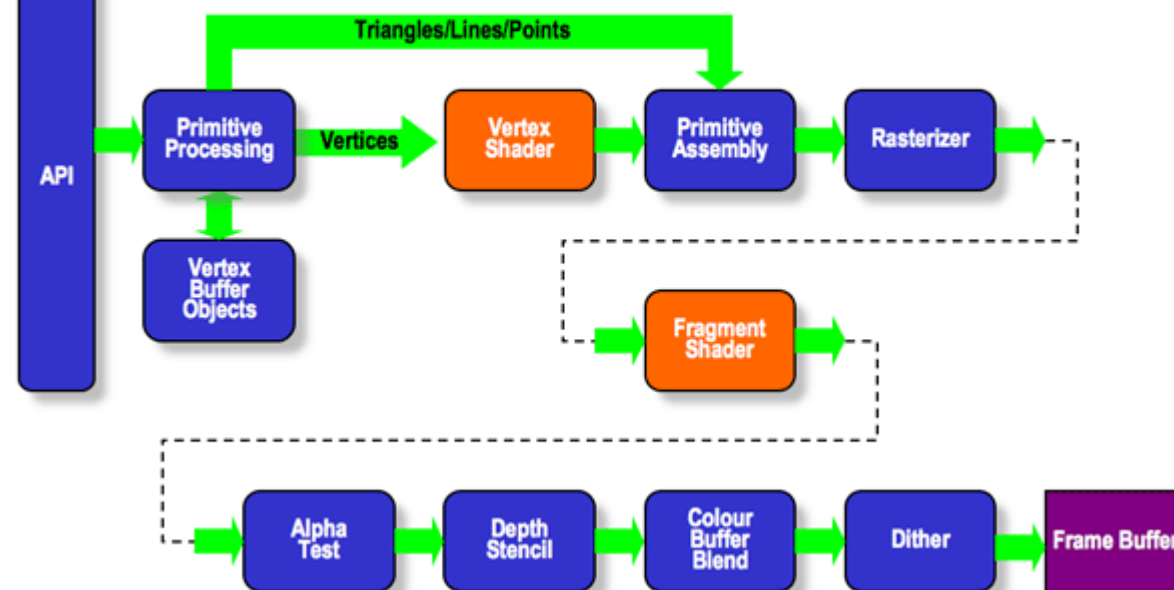 Triangles/Lines/Points
API
Primitive
Processing
Vertices
Vertex
Shader
Primitive
Assembly
Rasterizer
Vertex
Buffer
Objects
Fragment
Shader
Alpha
Test
Depth
Stencil
Colour
Buffer
Blend
Dither
Frame Buffer